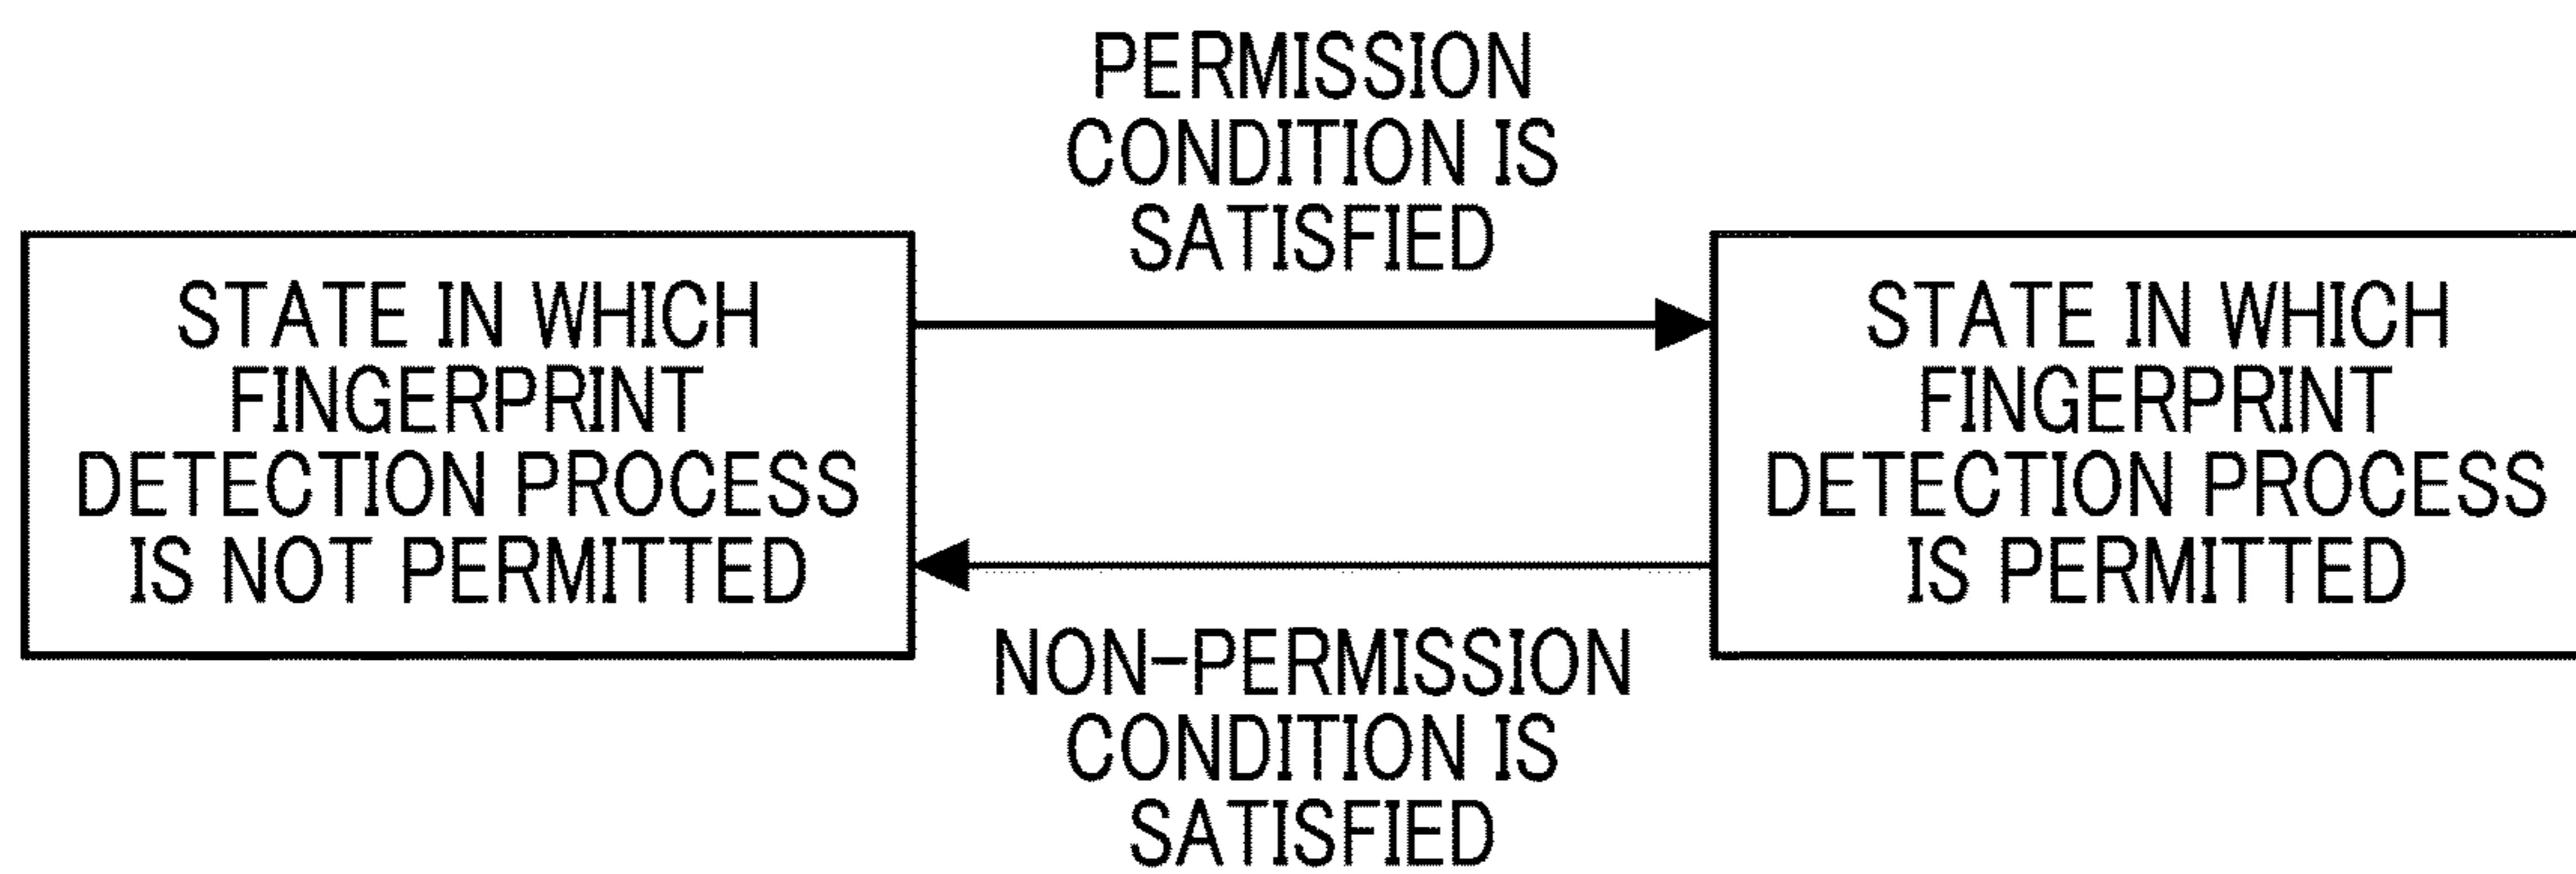 PERMISSION
CONDITION IS
SATISFIED
STATE IN WHICH
FINGERPRINT
DETECTION PROCESS
IS NOT PERMITTED
STATE IN WHICH
FINGERPRINT
DETECTION PROCESS
IS PERMITTED
NON-PERMISSION
CONDITION IS
SATISFIED